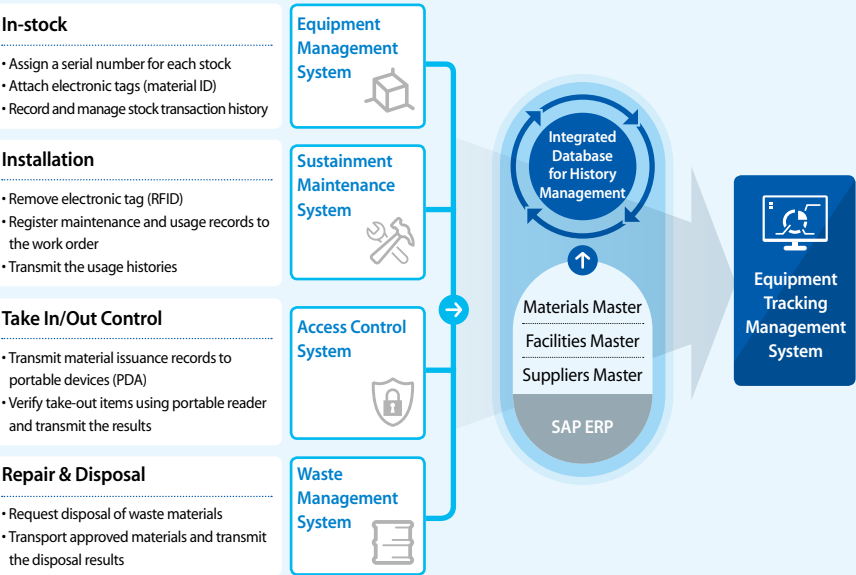 In-stock
• Assign a serial number for each stock
• Attach electronic tags (material ID)
• Record and manage stock transaction history
Equipment
Management
System
Installation
• Remove electronic tag (RFID)
• Register maintenance and usage records to
the work order
• Transmit the usage histories
Sustainment
Maintenance
System
Take In/Out Control
• Transmit material issuance records to
portable devices (PDA)
• Verify take-out items using portable reader
and transmit the results
Access Control
System
Repair & Disposal
• Request disposal of waste materials
• Transport approved materials and transmit
the disposal results
Waste
Management
System
Integrated
Database
for History
Management
Materials Master
Facilities Master
Suppliers Master
SAP ERP
Equipment
Tracking
Management
System